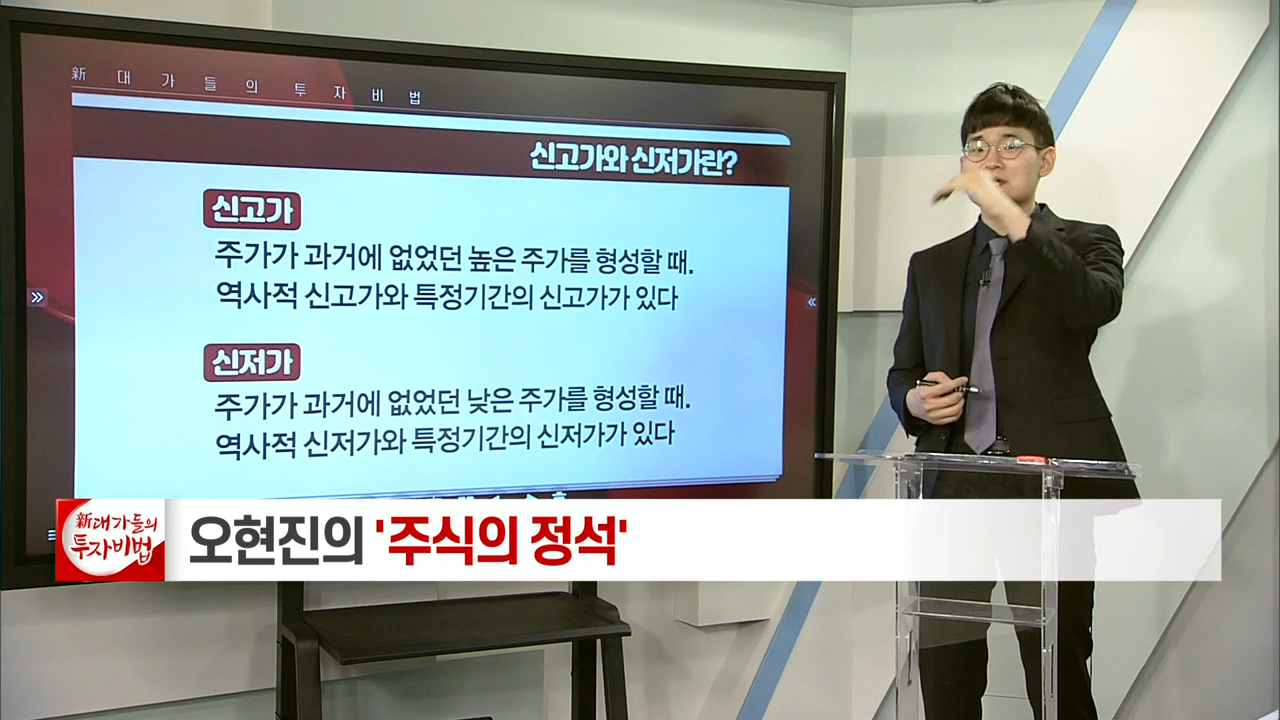 新 대 가 들 의 투 자 비 법
신고가와 신저가란?
신고가
주가가 과거에 없었던 높은 주가를 형성할 때.
역사적 신고가와 특정기간의 신고가가 있다
신저가
주가가 과거에 없었던 낮은 주가를 형성할 때.
역사적 신저가와 특정기간의 신저가가 있다
新대가들의
투자비법
오현진의 '주식의 정석'